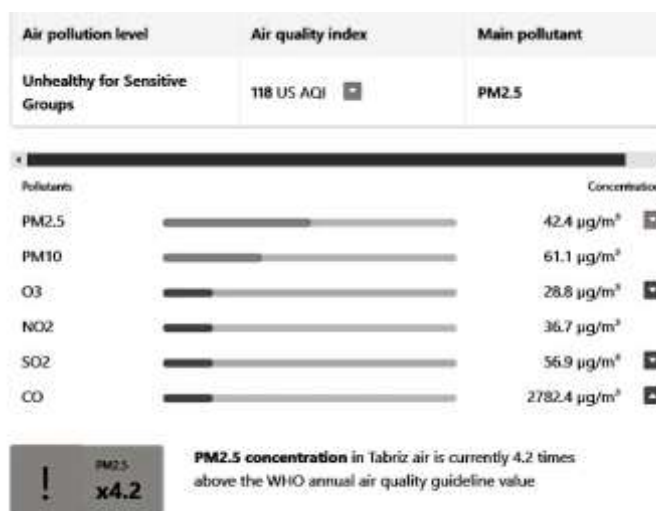 Air pollution level Air quality index Main pollutant
Unhealthy for Sensitive Groups 118 US AQI PM2.5
Pollutants Concentration
PM2.5 42.4 µg/m³
PM10 61.1 µg/m³
O3 28.8 µg/m³
NO2 36.7 µg/m³
SO2 56.9 µg/m³
CO 2782.4 µg/m³
! PM2.5
x4.2
PM2.5 concentration in Tabriz air is currently 4.2 times
above the WHO annual air quality guideline value